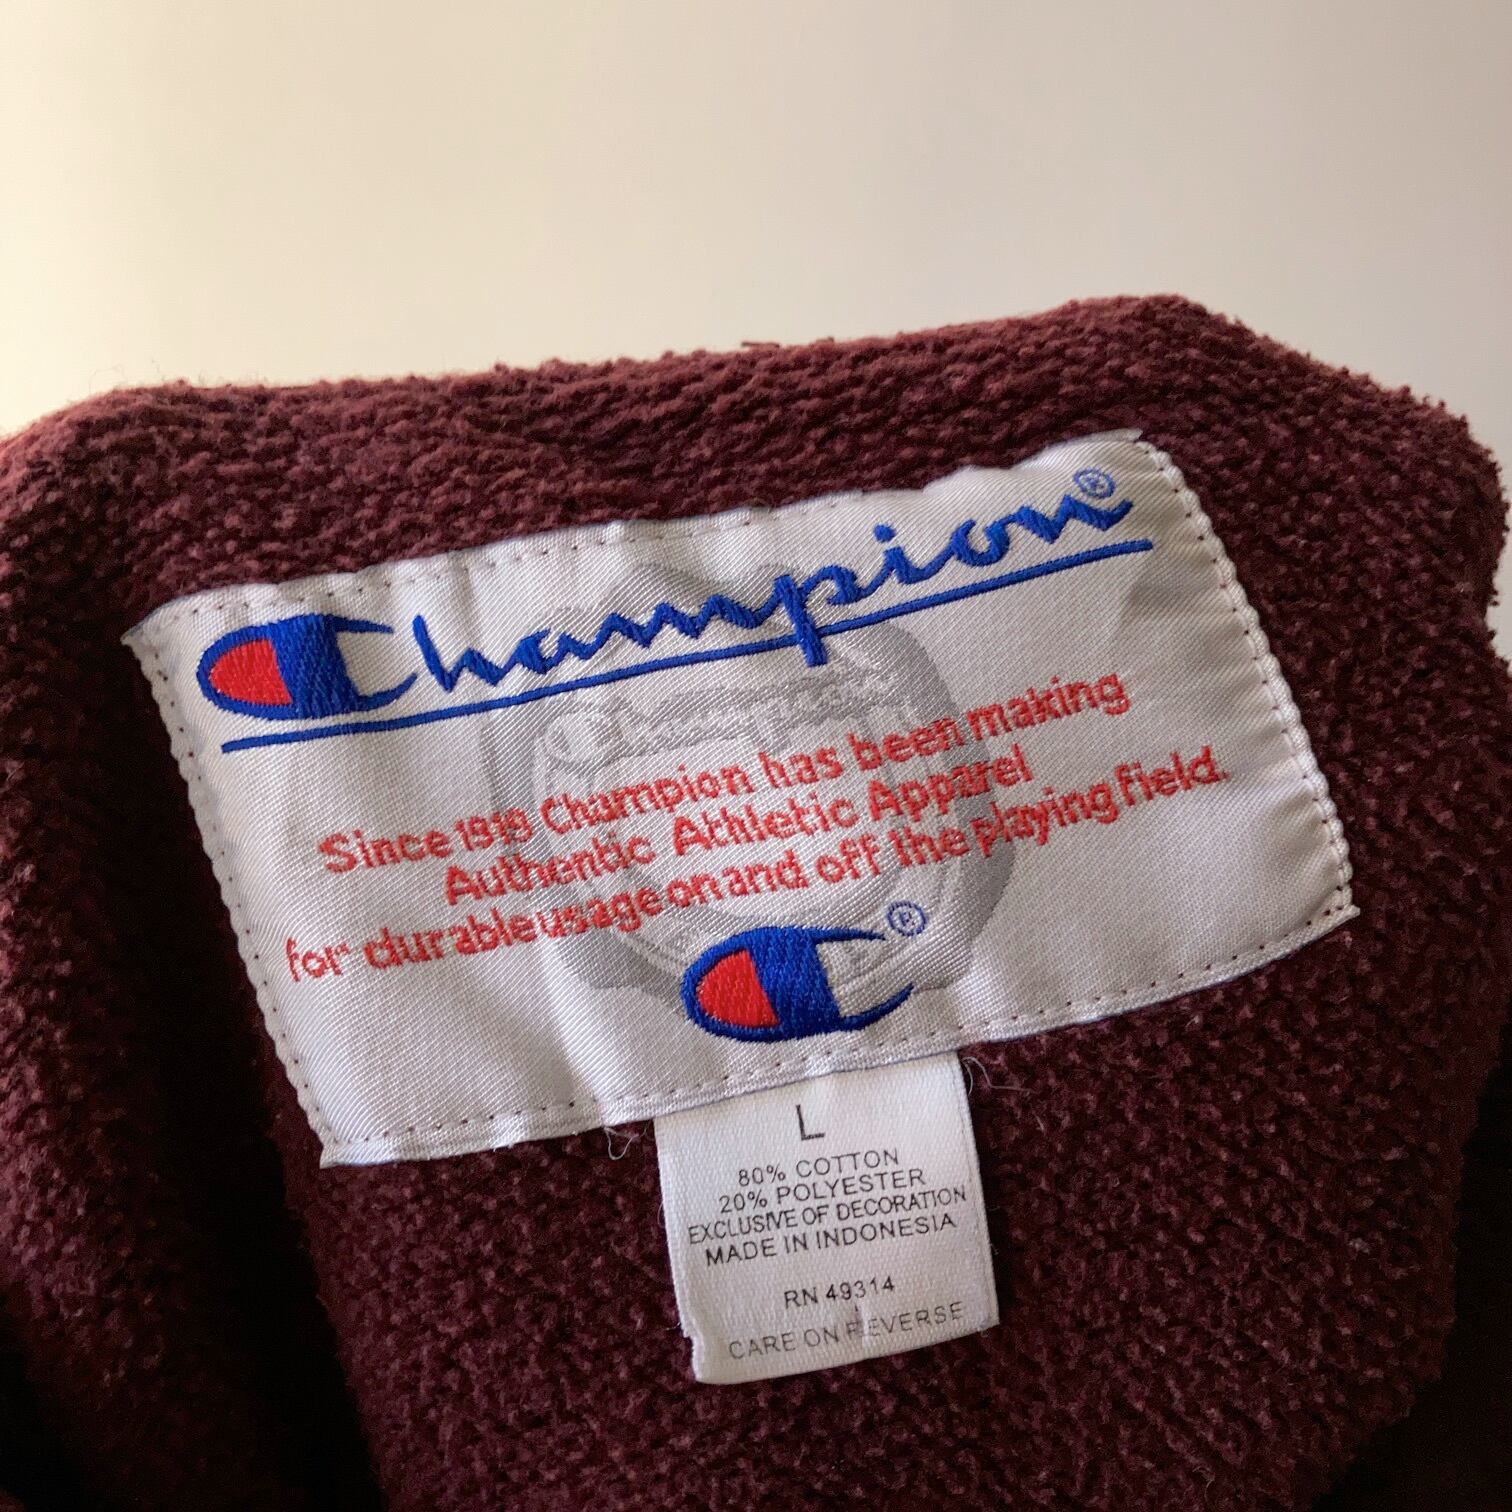 Champion®
Since 1919 Champion has been making
Authentic Athletic Apparel
for durable usage on and off the playing field.
®
L
80% COTTON
20% POLYESTER
EXCLUSIVE OF DECORATION
MADE IN INDONESIA
RN 49314
CARE ON REVERSE